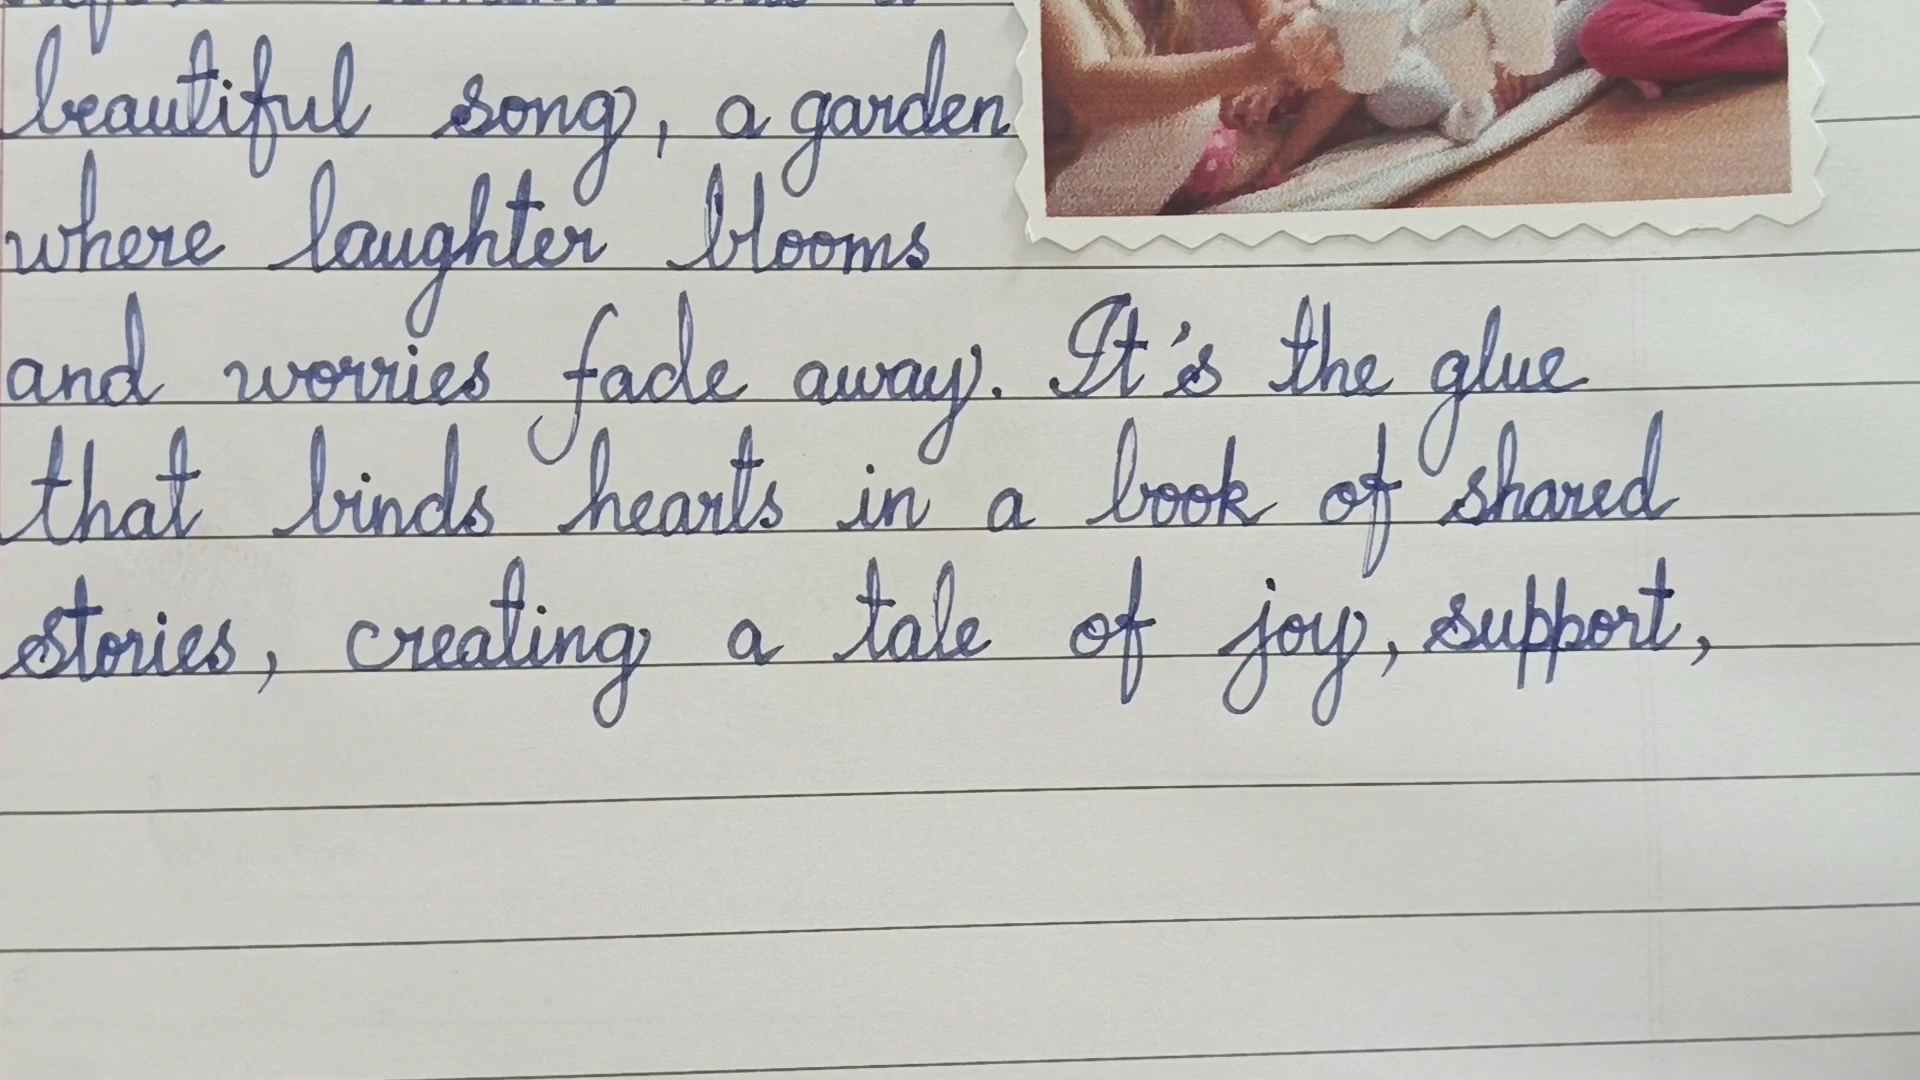 beautiful song, a garden
where laughter blooms
and worries fade away. It's the glue
that binds hearts in a book of shared
stories, creating a tale of joy, support,